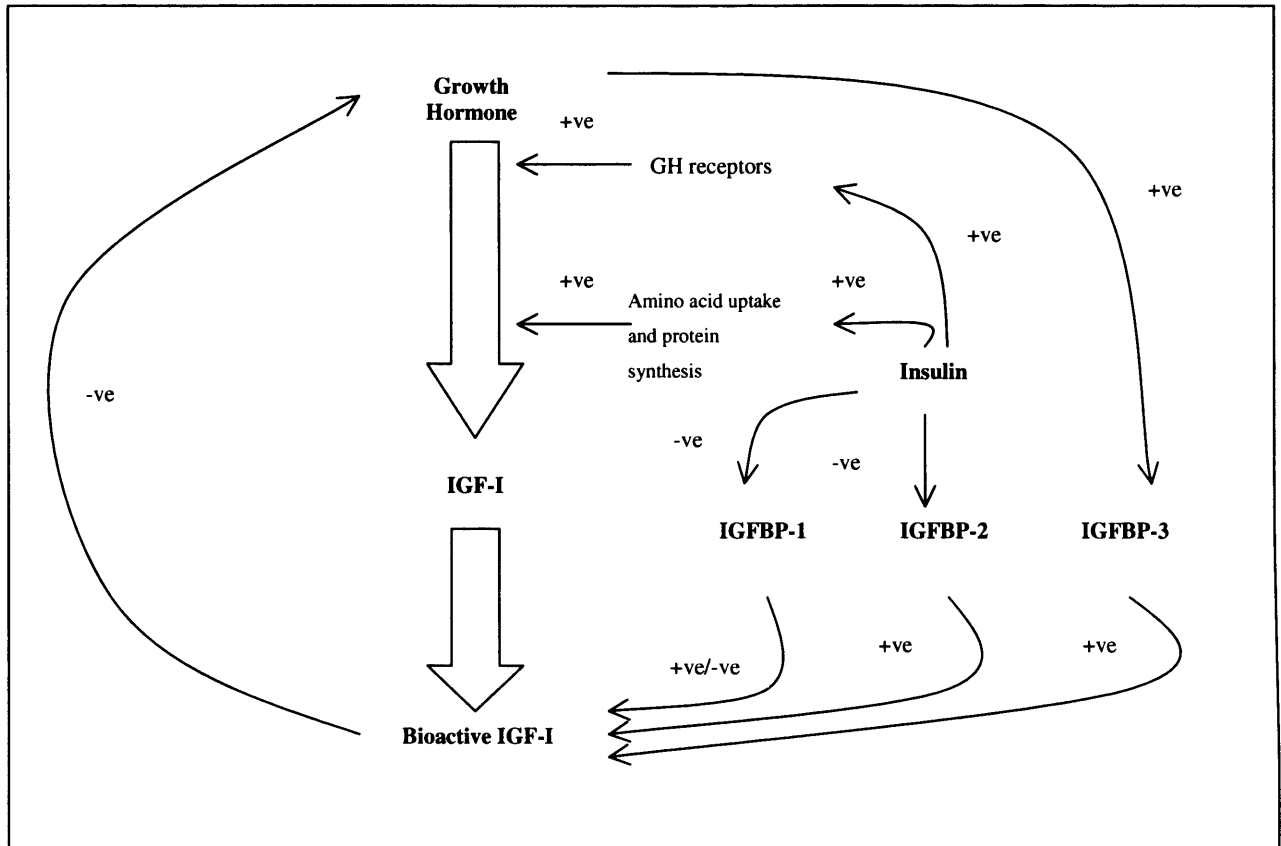 Growth
Hormone
+ve
GH receptors
+ve
+ve
+ve
Amino acid uptake
and protein
synthesis
+ve
Insulin
-ve
-ve
-ve
IGF-I
IGFBP-1
IGFBP-2
IGFBP-3
+ve/-ve
+ve
+ve
Bioactive IGF-I